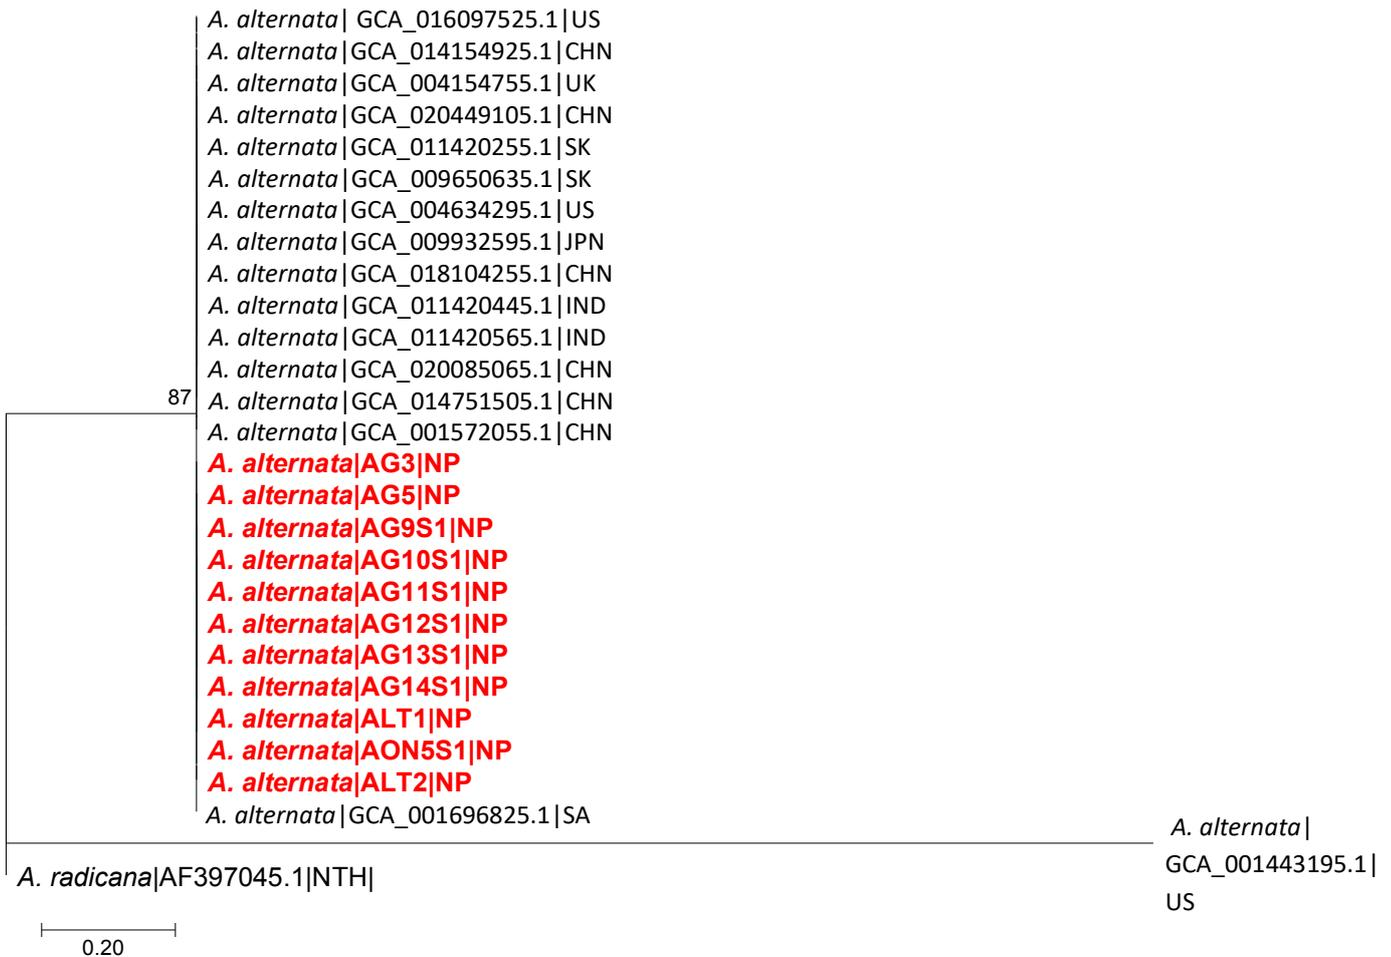 A. alternata| GCA_016097525.1|US
A. alternata|GCA_014154925.1|CHN
A. alternata|GCA_004154755.1|UK
A. alternata|GCA_020449105.1|CHN
A. alternata|GCA_011420255.1|SK
A. alternata|GCA_009650635.1|SK
A. alternata|GCA_004634295.1|US
A. alternata|GCA_009932595.1|JPN
A. alternata|GCA_018104255.1|CHN
A. alternata|GCA_011420445.1|IND
A. alternata|GCA_011420565.1|IND
A. alternata|GCA_020085065.1|CHN
87
A. alternata|GCA_014751505.1|CHN
A. alternata|GCA_001572055.1|CHN
A. alternata|AG3|NP
A. alternata|AG5|NP
A. alternata|AG9S1|NP
A. alternata|AG10S1|NP
A. alternata|AG11S1|NP
A. alternata|AG12S1|NP
A. alternata|AG13S1|NP
A. alternata|AG14S1|NP
A. alternata|ALT1|NP
A. alternata|AON5S1|NP
A. alternata|ALT2|NP
A. alternata|GCA_001696825.1|SA
A. alternata|
GCA_001443195.1|
US
A. radicana|AF397045.1|NTH|
0.20